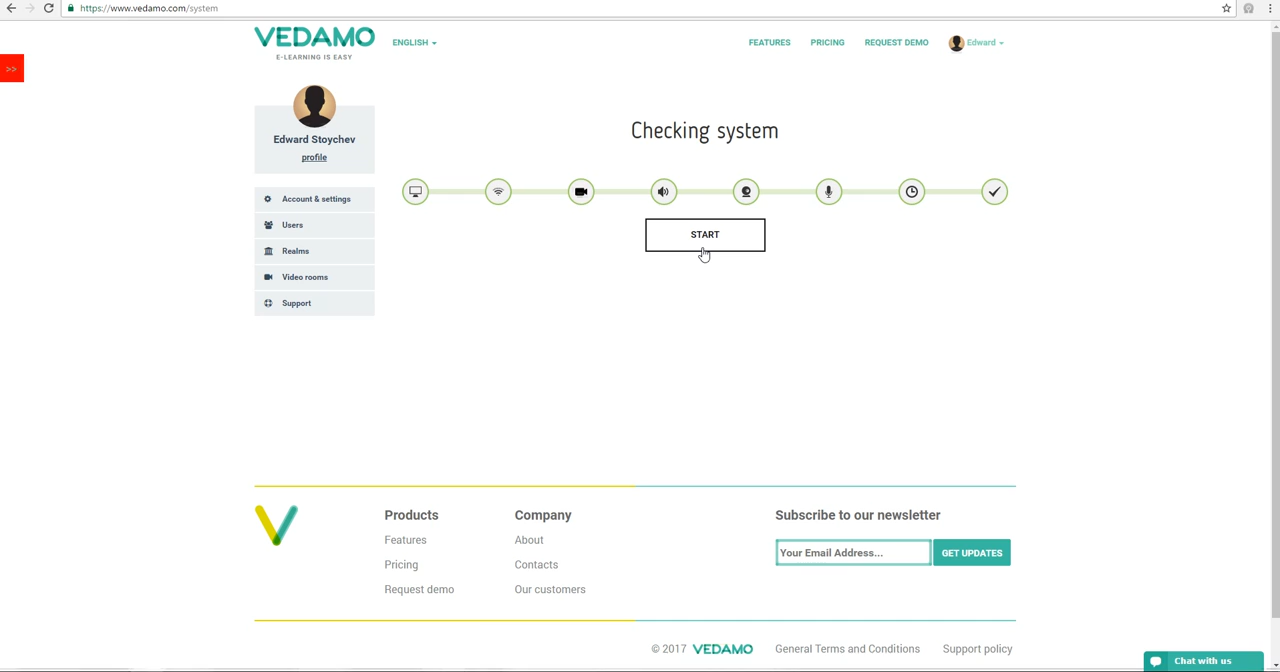 https://www.vedamo.com/system
VEDAMO
E-LEARNING IS EASY
ENGLISH
FEATURES
PRICING
REQUEST DEMO
Edward
>>
Edward Stoychev
profile
Account & settings
Users
Realms
Video rooms
Support
Checking system
START
Products
Features
Pricing
Request demo
Company
About
Contacts
Our customers
Subscribe to our newsletter
Your Email Address...
GET UPDATES
© 2017 VEDAMO
General Terms and Conditions
Support policy
Chat with us